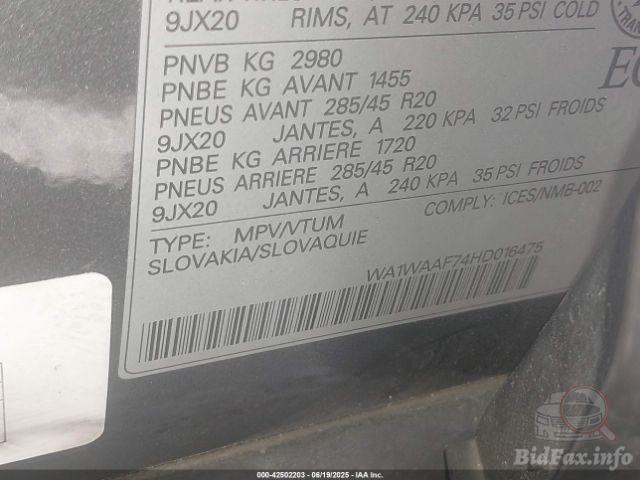 9JX20 RIMS, AT 240 KPA 35 PSI COLD
PNVB KG 2980
PNBE KG AVANT 1455
PNEUS AVANT 285/45 R20
9JX20 JANTES, A 220 KPA 32 PSI FROIDS
PNBE KG ARRIERE 1720
PNEUS ARRIERE 285/45 R20
9JX20 JANTES, A 240 KPA 35 PSI FROIDS
TYPE: MPV/VTUM COMPLY: ICES/NMB-002
SLOVAKIA/SLOVAQUIE
WA1WAAF74HD016475
BidFax.info
000-42502203 - 06/19/2025 - IAA Inc.